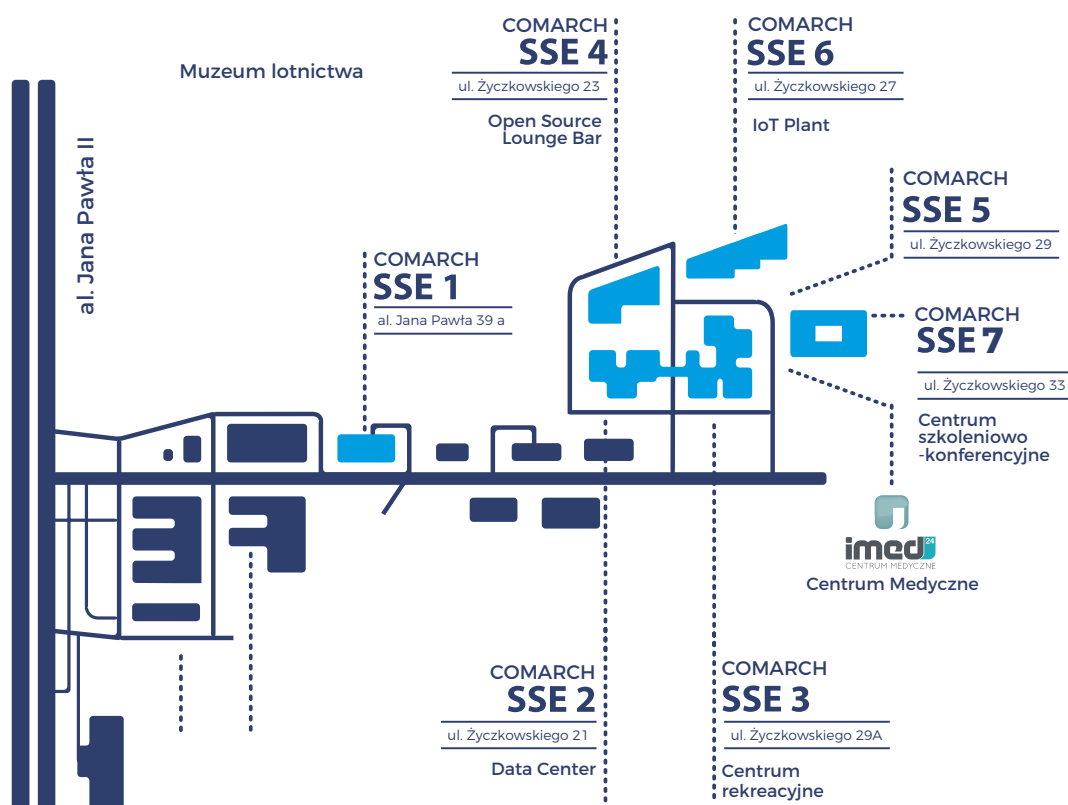 COMARCH
SSE 4
ul. Życzkowskiego 23
Open Source
Lounge Bar
COMARCH
SSE 6
ul. Życzkowskiego 27
IoT Plant
Muzeum lotnictwa
al. Jana Pawła II
COMARCH
SSE 5
ul. Życzkowskiego 29
COMARCH
SSE 1
al. Jana Pawła 39 a
COMARCH
SSE 7
ul. Życzkowskiego 33
Centrum
szkoleniowo
-konferencyjne
imed24
CENTRUM MEDYCZNE
Centrum Medyczne
COMARCH
SSE 2
ul. Życzkowskiego 21
Data Center
COMARCH
SSE 3
ul. Życzkowskiego 29A
Centrum
rekreacyjne